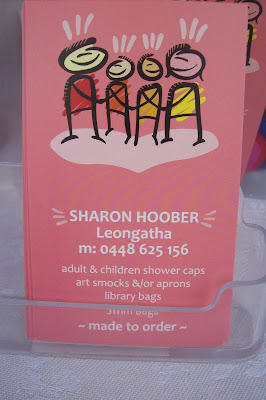 SHARON HOOBER
Leongatha
m: 0448 625 156
adult & children shower caps
art smocks &/or aprons
library bags
swim bags
~ made to order ~